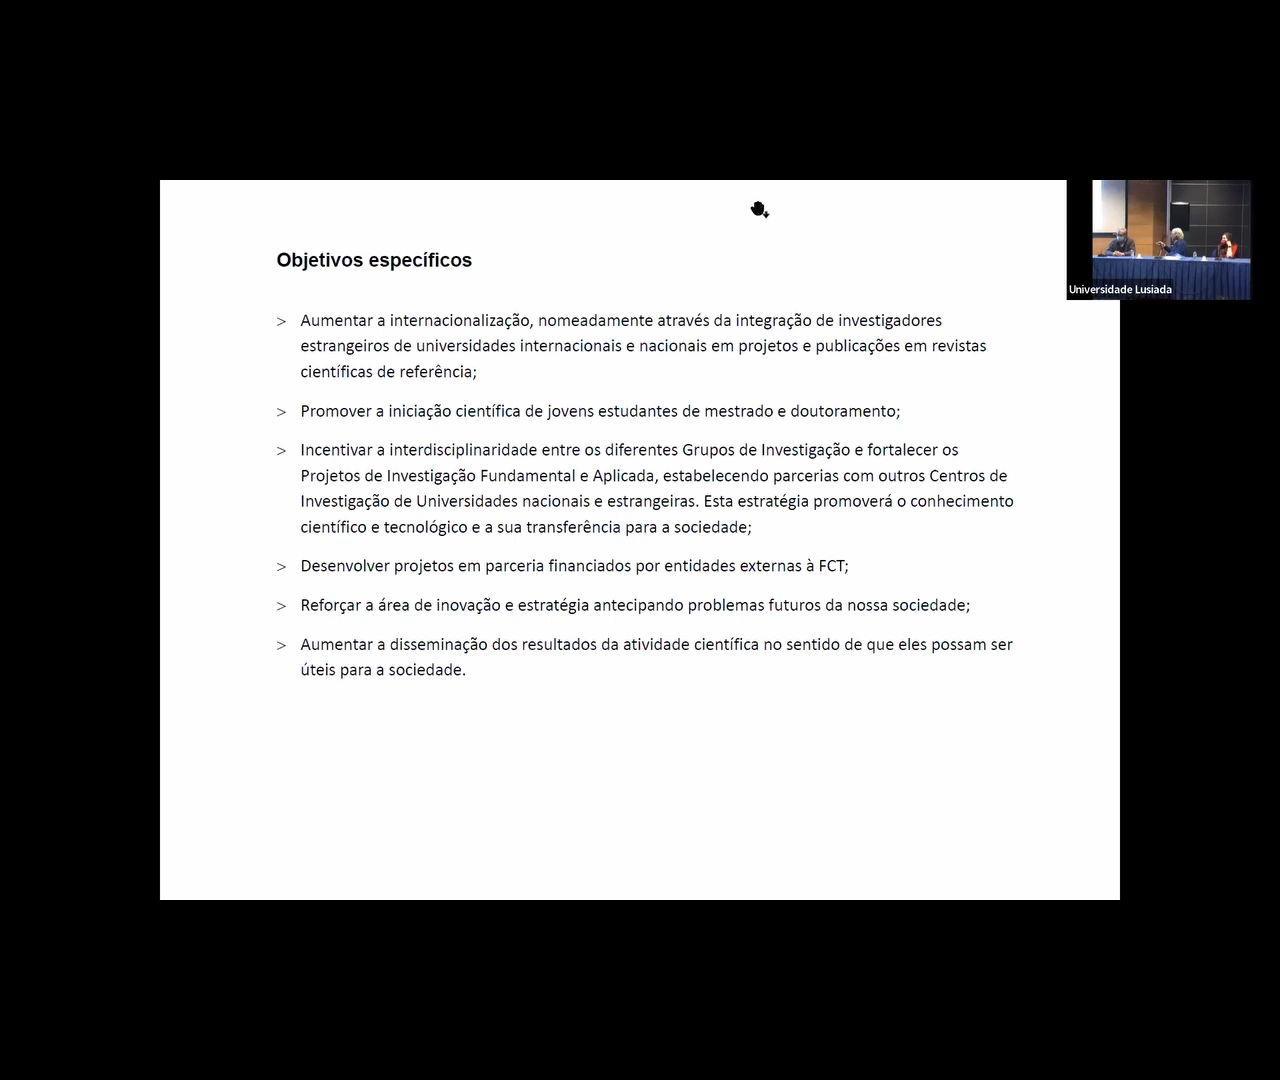 Objetivos específicos
> Aumentar a internacionalização, nomeadamente através da integração de investigadores
estrangeiros de universidades internacionais e nacionais em projetos e publicações em revistas
científicas de referência;
> Promover a iniciação científica de jovens estudantes de mestrado e doutoramento;
> Incentivar a interdisciplinaridade entre os diferentes Grupos de Investigação e fortalecer os
Projetos de Investigação Fundamental e Aplicada, estabelecendo parcerias com outros Centros de
Investigação de Universidades nacionais e estrangeiras. Esta estratégia promoverá o conhecimento
científico e tecnológico e a sua transferência para a sociedade;
> Desenvolver projetos em parceria financiados por entidades externas à FCT;
> Reforçar a área de inovação e estratégia antecipando problemas futuros da nossa sociedade;
> Aumentar a disseminação dos resultados da atividade científica no sentido de que eles possam ser
úteis para a sociedade.
Universidade Lusiada